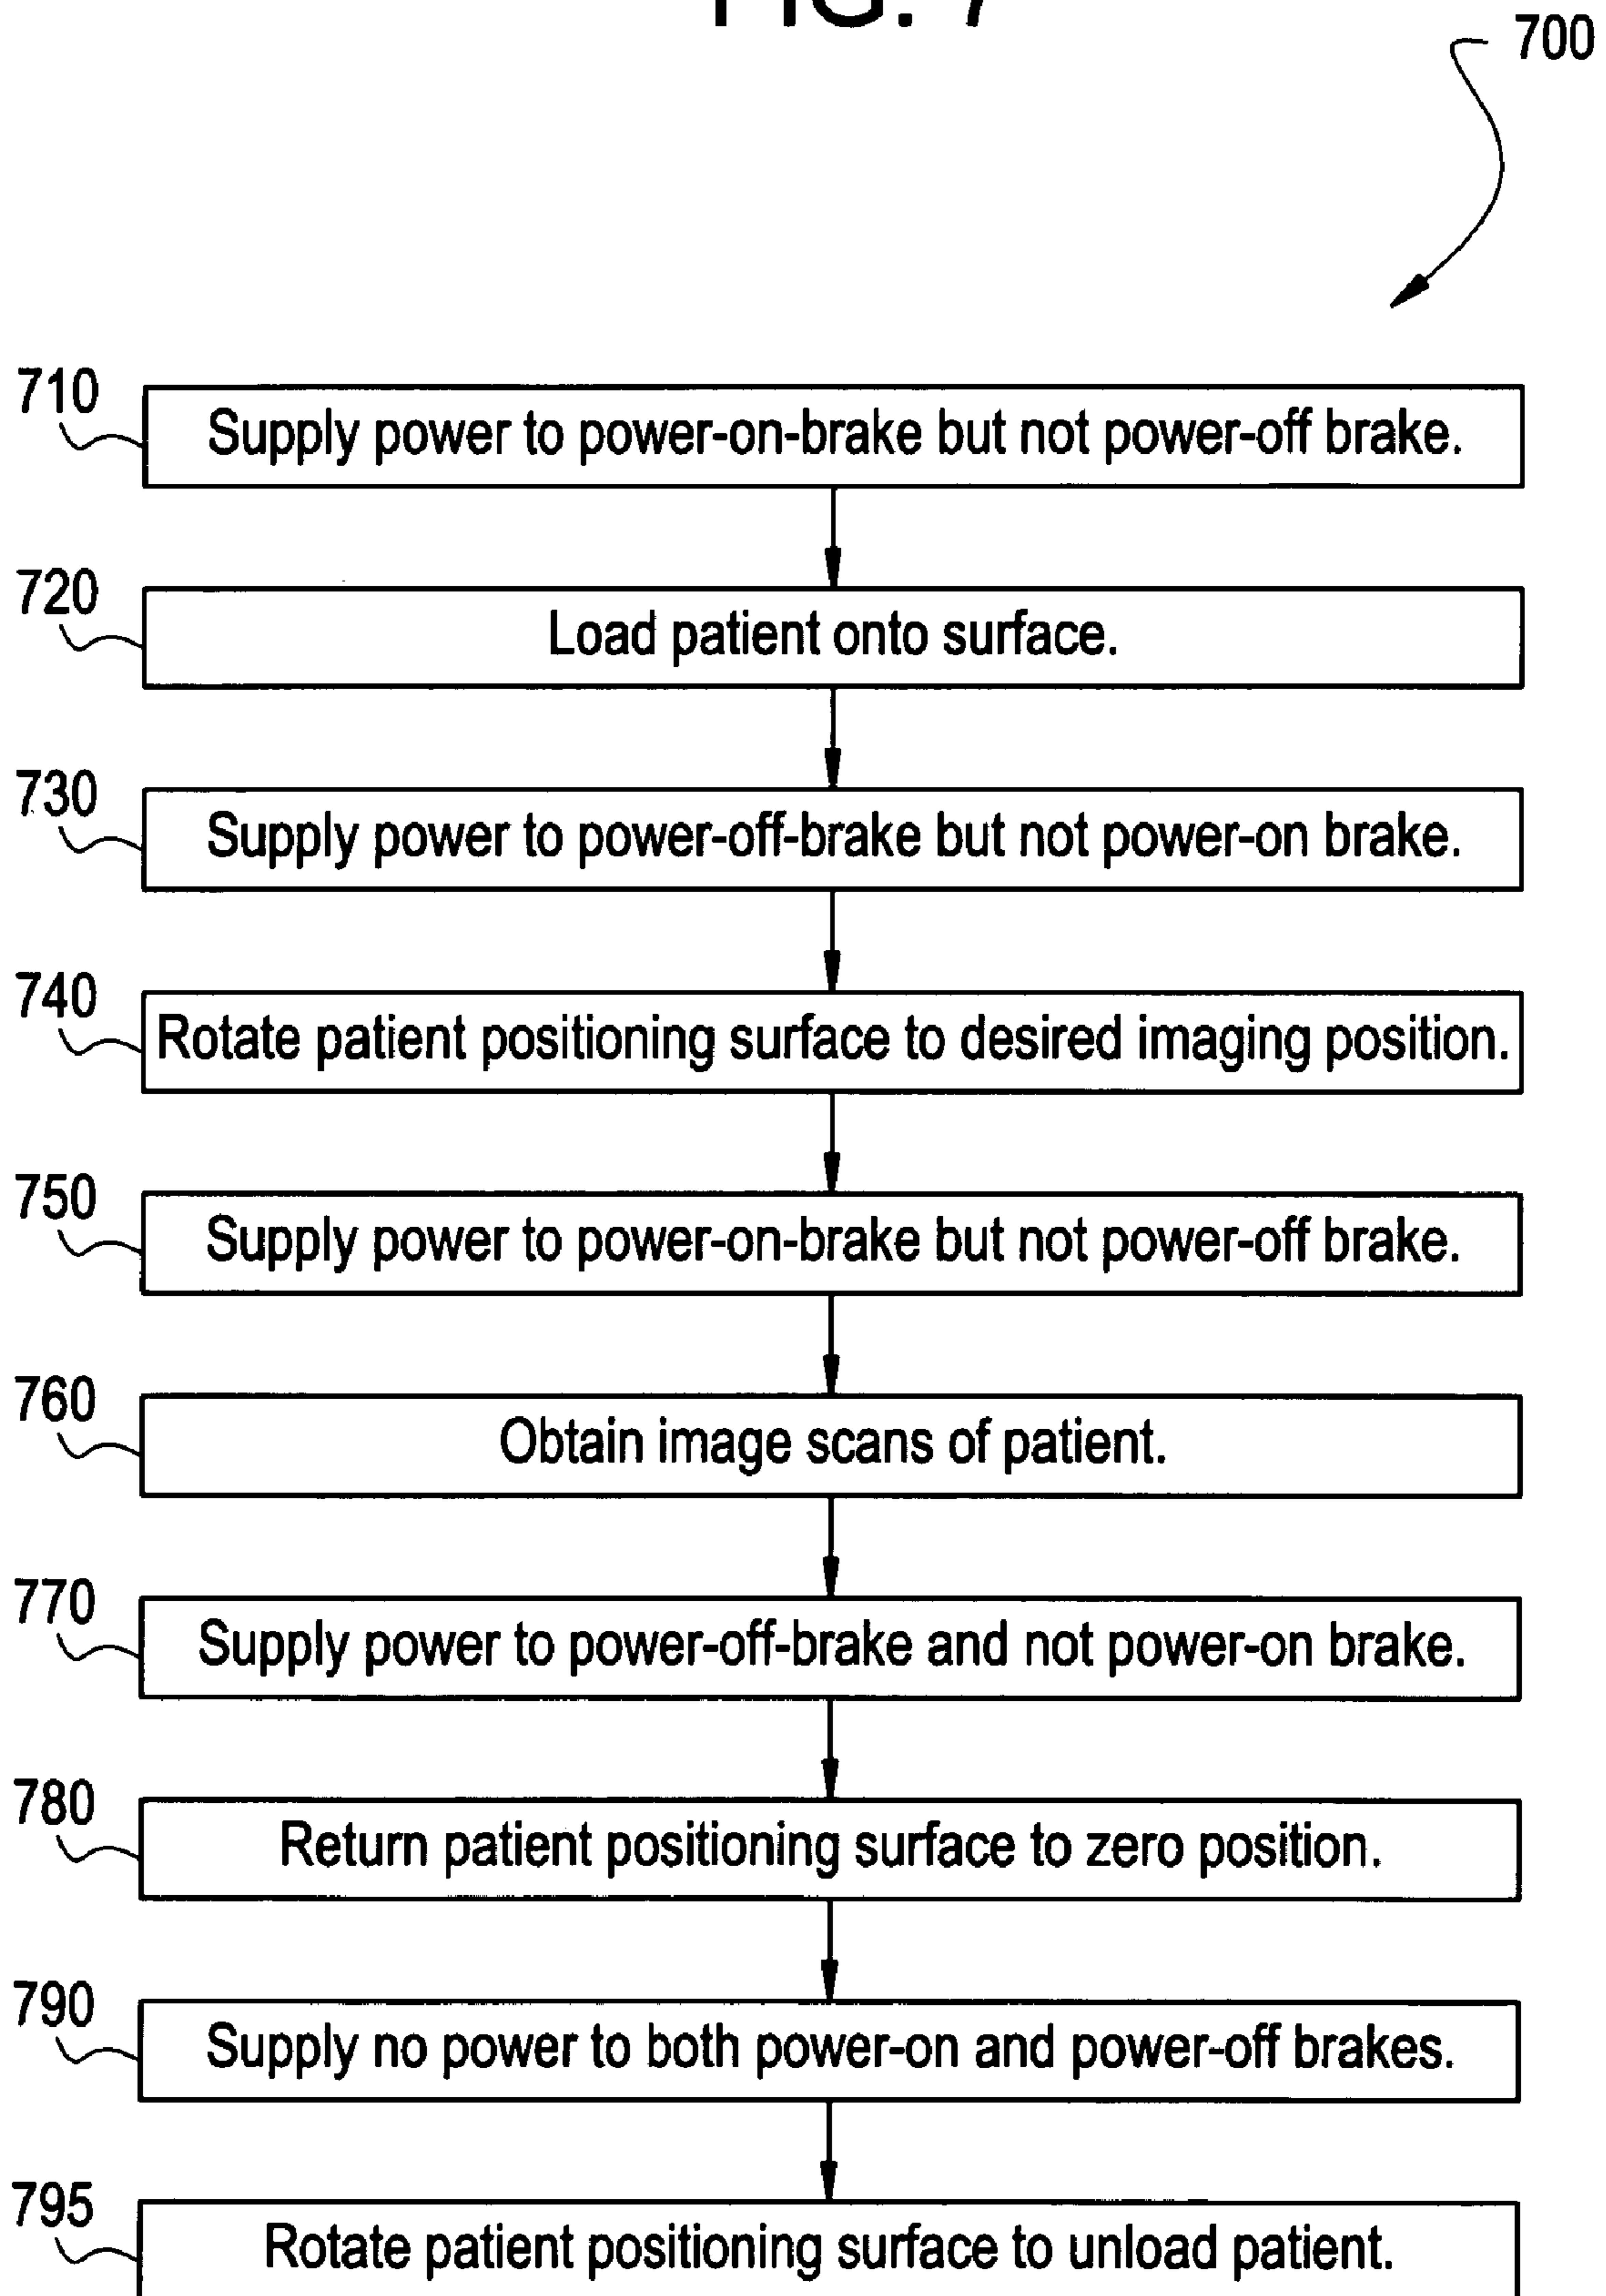 FIG. 7
700
710
Supply power to power-on-brake but not power-off brake.
720
Load patient onto surface.
730
Supply power to power-off-brake but not power-on brake.
740
Rotate patient positioning surface to desired imaging position.
750
Supply power to power-on-brake but not power-off brake.
760
Obtain image scans of patient.
770
Supply power to power-off-brake and not power-on brake.
780
Return patient positioning surface to zero position.
790
Supply no power to both power-on and power-off brakes.
795
Rotate patient positioning surface to unload patient.